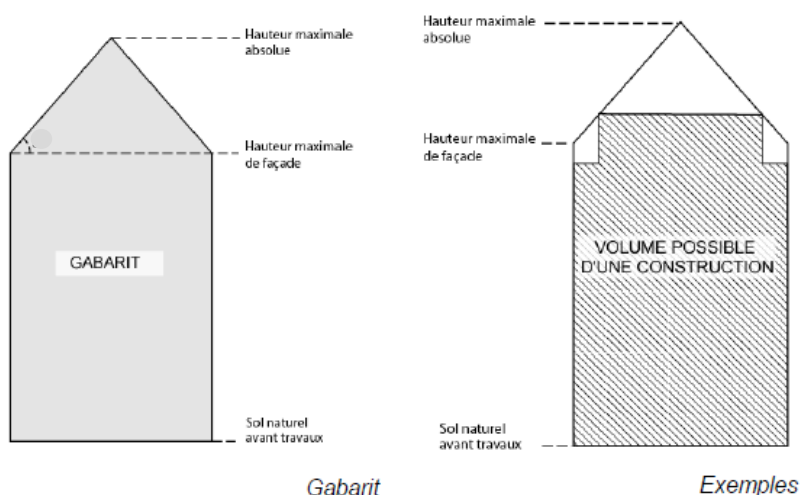 Hauteur maximale
absolue
Hauteur maximale
de façade
GABARIT
Sol naturel
avant travaux
Gabarit
Hauteur maximale
absolue
Hauteur maximale
de façade
VOLUME POSSIBLE
D'UNE CONSTRUCTION
Sol naturel
avant travaux
Exemples